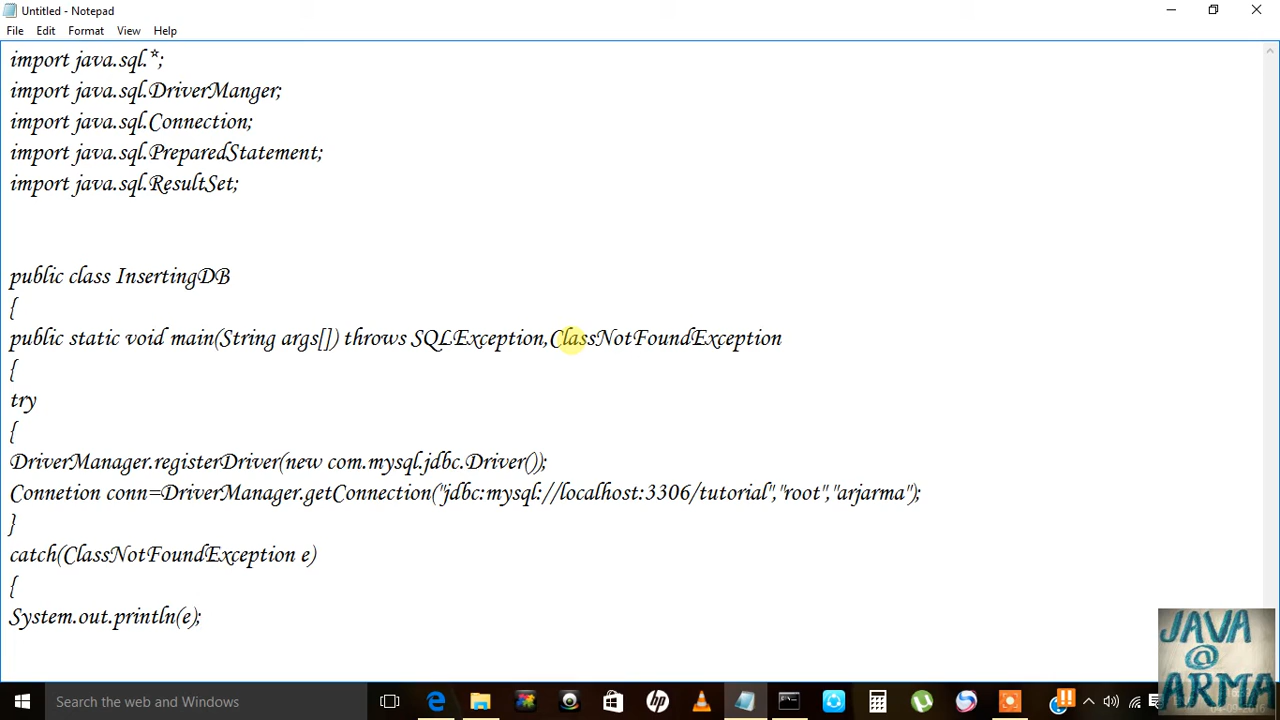 Untitled - Notepad
File Edit Format View Help
import java.sql.*;
import java.sql.DriverManger;
import java.sql.Connection;
import java.sql.PreparedStatement;
import java.sql.ResultSet;
public class InsertingDB
{
public static void main(String args[]) throws SQLException,ClassNotFoundException
{
try
{
DriverManager.registerDriver(new com.mysql.jdbc.Driver());
Connetion conn=DriverManager.getConnection("jdbc:mysql://localhost:3306/tutorial","root","arjarma");
}
catch(ClassNotFoundException e)
{
System.out.println(e);
JAVA
@
ARMA
Search the web and Windows